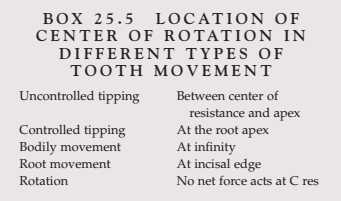 BOX 25.5 LOCATION OF
CENTER OF ROTATION IN
DIFFERENT TYPES OF
TOOTH MOVEMENT
Uncontrolled tipping Between center of
resistance and apex
Controlled tipping At the root apex
Bodily movement At infinity
Root movement At incisal edge
Rotation No net force acts at C res